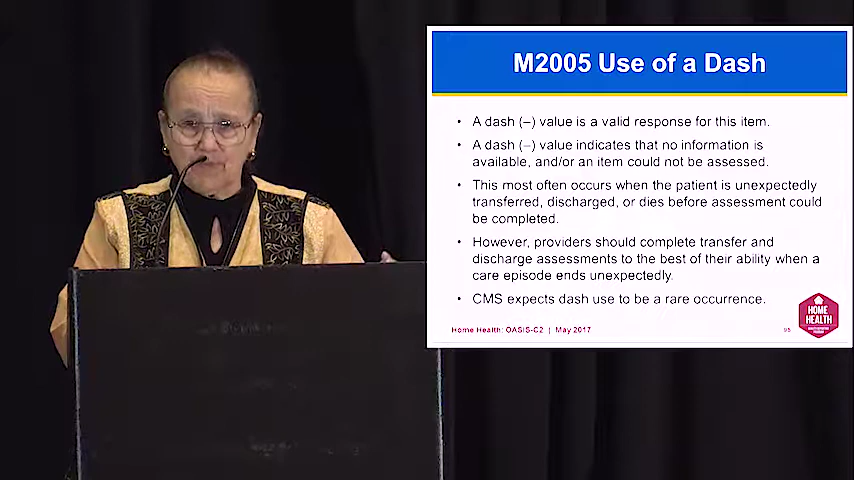 M2005 Use of a Dash
• A dash (–) value is a valid response for this item.
• A dash (–) value indicates that no information is
available, and/or an item could not be assessed.
• This most often occurs when the patient is unexpectedly
transferred, discharged, or dies before assessment could
be completed.
• However, providers should complete transfer and
discharge assessments to the best of their ability when a
care episode ends unexpectedly.
• CMS expects dash use to be a rare occurrence.
HOME
HEALTH
Home Health: OASIS-C2 | May 2017